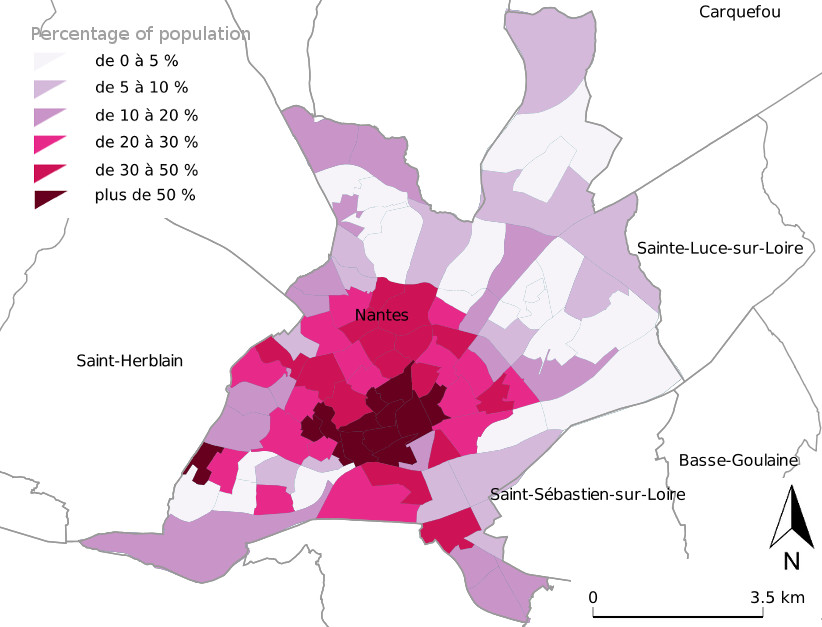 Carquefou
Percentage of population
de 0 à 5 %
de 5 à 10 %
de 10 à 20 %
de 20 à 30 %
de 30 à 50 %
plus de 50 %
Sainte-Luce-sur-Loire
Nantes
Saint-Herblain
Basse-Goulaine
Saint-Sébastien-sur-Loire
N
0 3.5 km